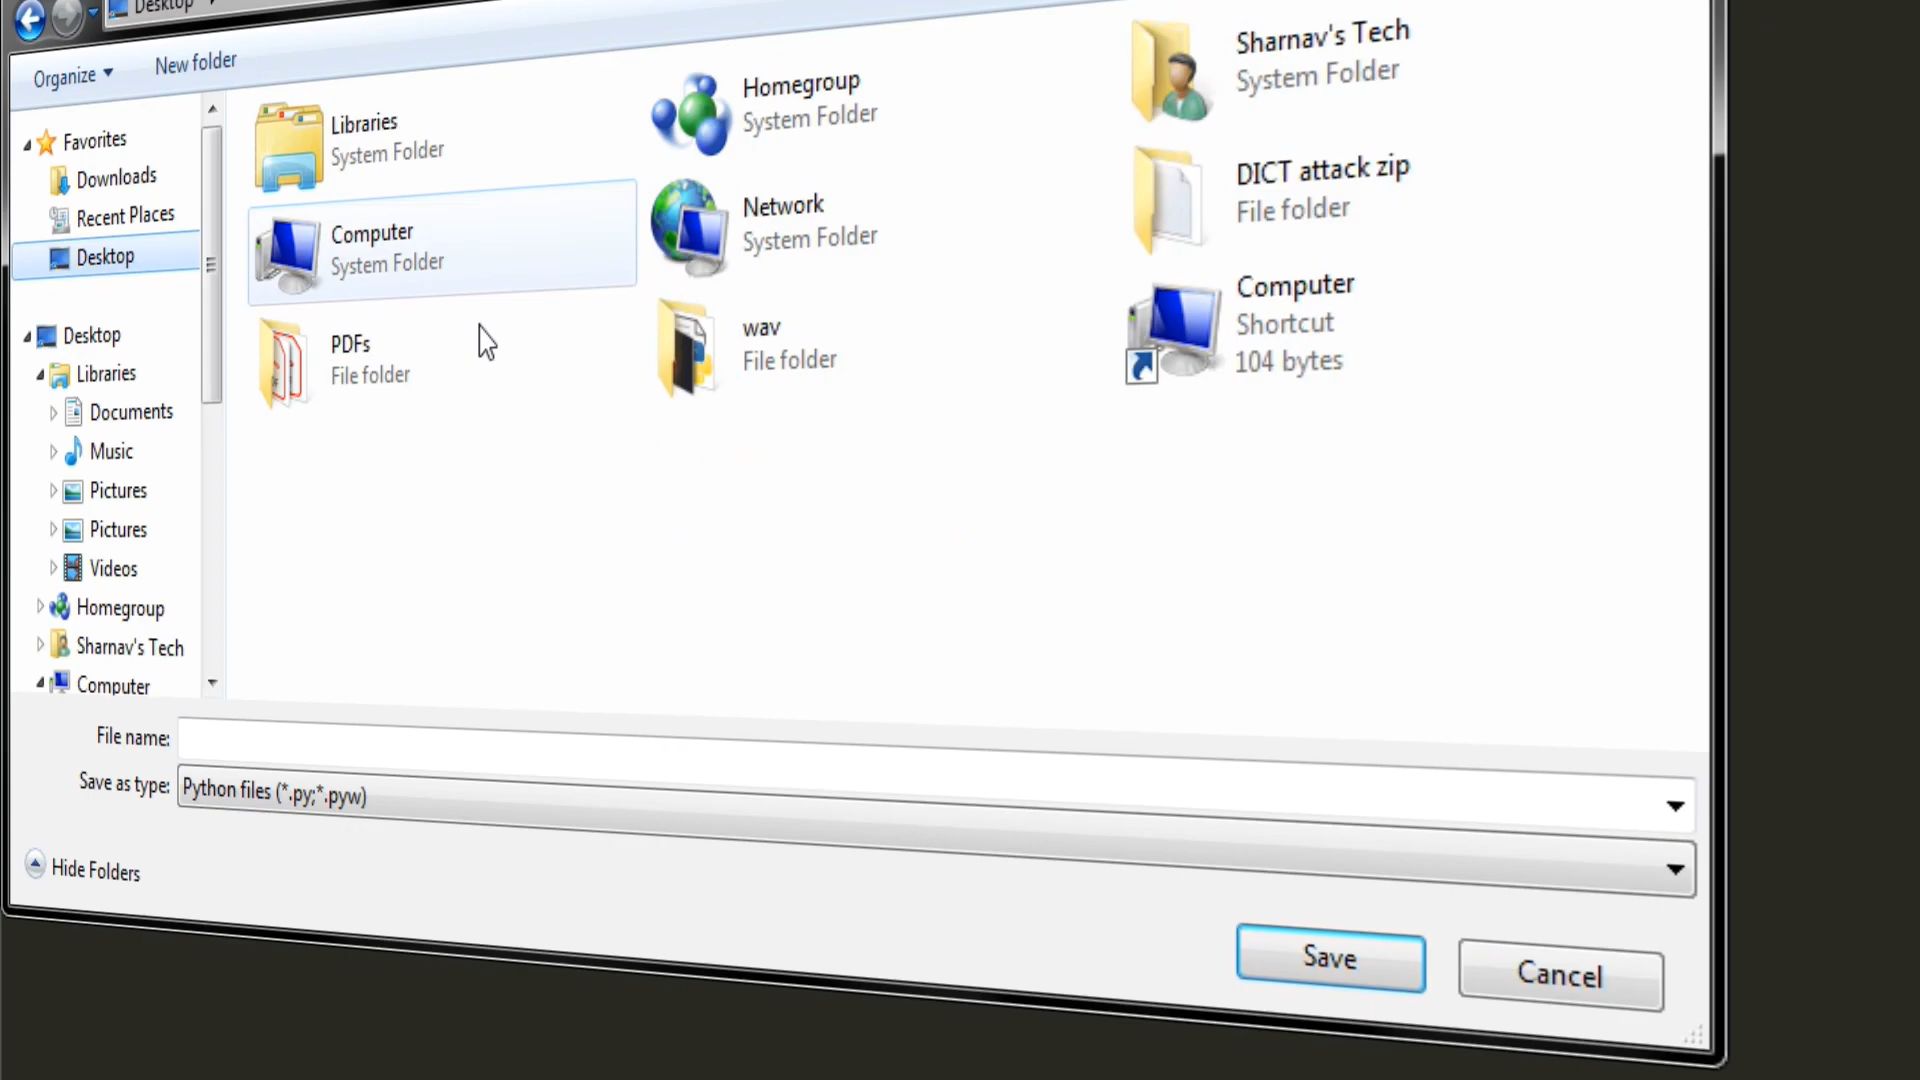 Desktop
Organize
New folder
Favorites
Downloads
Recent Places
Desktop
Desktop
Libraries
Documents
Music
Pictures
Pictures
Videos
Homegroup
Sharnav's Tech
Computer
Libraries
System Folder
Computer
System Folder
PDFs
File folder
Homegroup
System Folder
Network
System Folder
wav
File folder
Sharnav's Tech
System Folder
DICT attack zip
File folder
Computer
Shortcut
104 bytes
File name:
Save as type: Python files (*.py;*.pyw)
Hide Folders
Save
Cancel